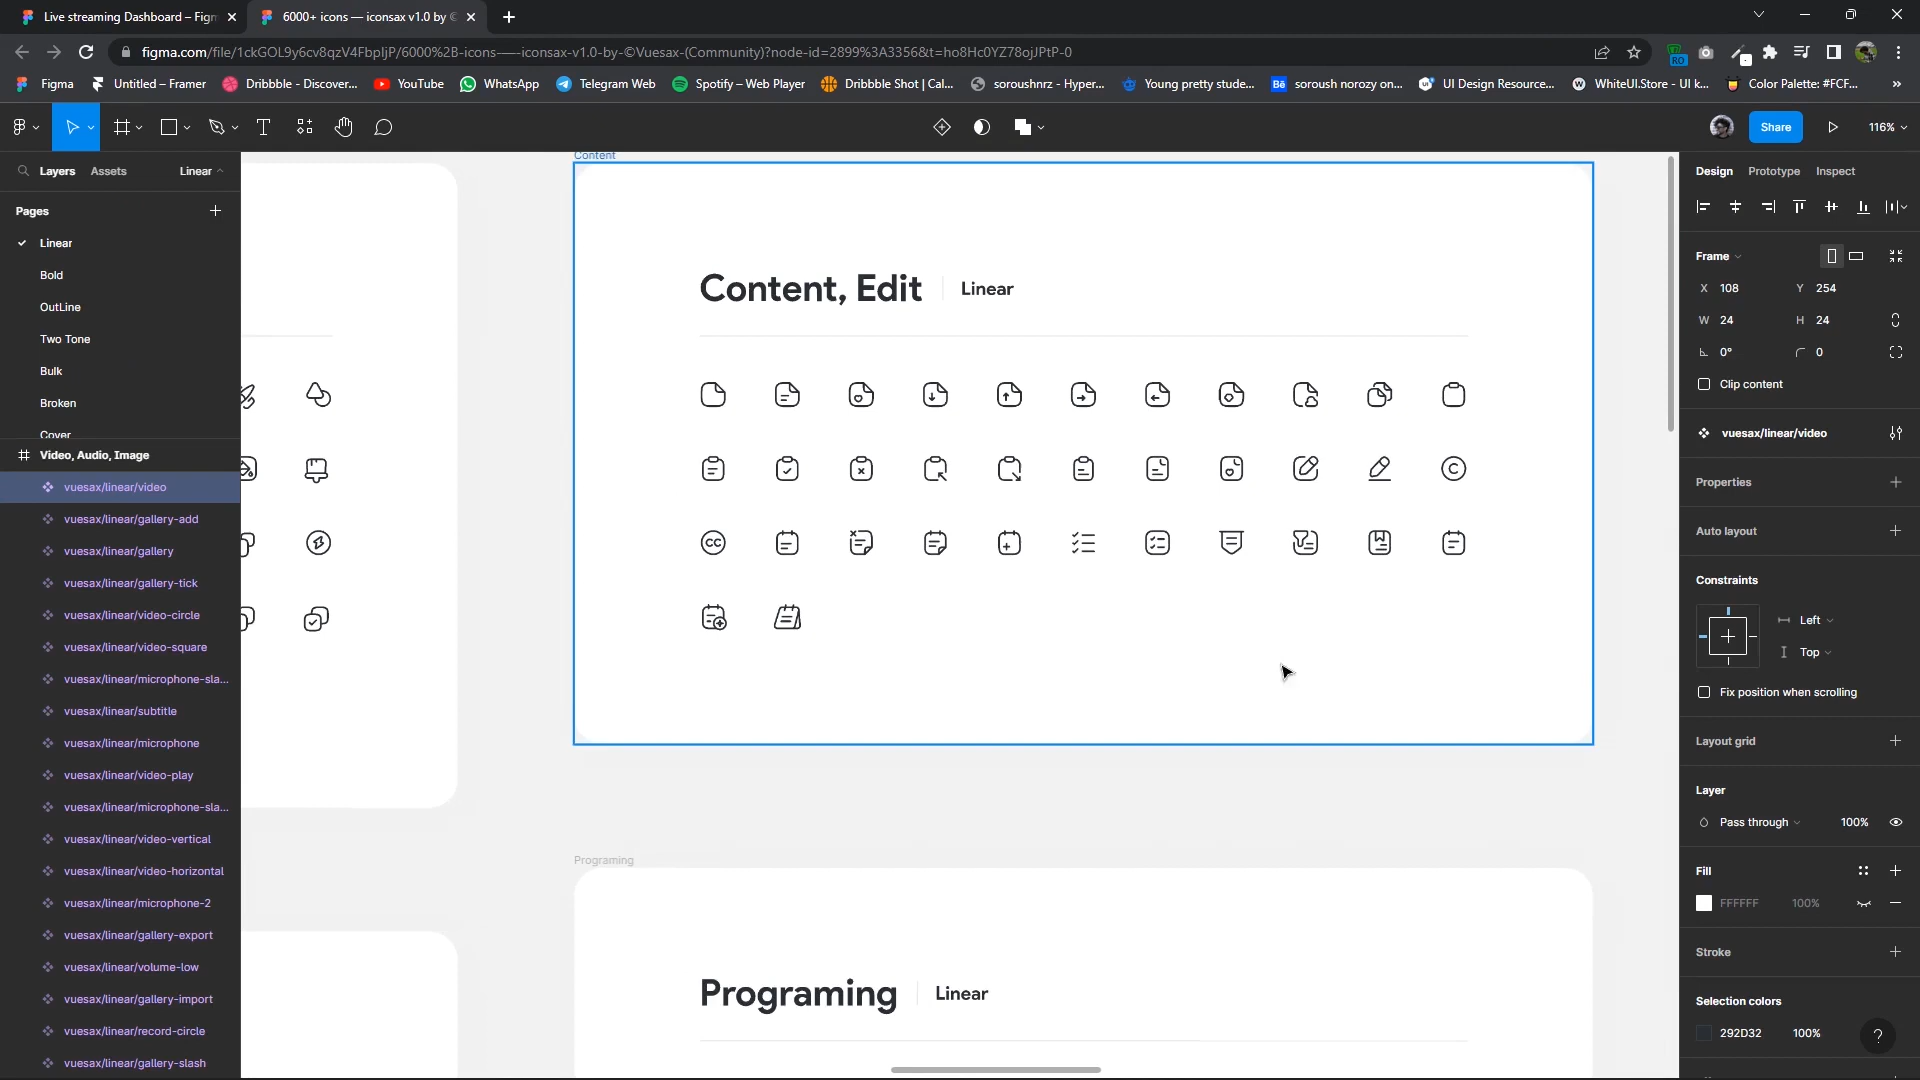 Live streaming Dashboard – Figm
6000+ icons — iconsax v1.0 by ©
figma.com/file/1ckGOL9y6cv8qzV4FbpljP/6000%2B-icons-—-iconsax-v1.0-by-©Vuesax-(Community)?node-id=2899%3A3356&t=ho8Hc0YZ78ojJPtP-0
RO
Figma
Untitled – Framer
Dribbble - Discover...
YouTube
WhatsApp
Telegram Web
Spotify – Web Player
Dribbble Shot | Cal...
soroushnrz - Hyper...
Young pretty stude...
Bē
soroush norozy on...
UI Design Resource...
WhiteUI.Store - UI k...
Color Palette: #FCF...
»
Share
116%
Layers
Assets
Linear
Pages
Linear
Bold
OutLine
Two Tone
Bulk
Broken
Cover
Video, Audio, Image
vuesax/linear/video
vuesax/linear/gallery-add
vuesax/linear/gallery
vuesax/linear/gallery-tick
vuesax/linear/video-circle
vuesax/linear/video-square
vuesax/linear/microphone-sla...
vuesax/linear/subtitle
vuesax/linear/microphone
vuesax/linear/video-play
vuesax/linear/microphone-sla...
vuesax/linear/video-vertical
vuesax/linear/video-horizontal
vuesax/linear/microphone-2
vuesax/linear/gallery-export
vuesax/linear/volume-low
vuesax/linear/gallery-import
vuesax/linear/record-circle
vuesax/linear/gallery-slash
Content
Content, Edit
Linear
Programing
Programing
Linear
Design
Prototype
Inspect
Frame
X 108
Y 254
W 24
H 24
0°
0
Clip content
vuesax/linear/video
Properties
Auto layout
Constraints
Left
Top
Fix position when scrolling
Layout grid
Layer
Pass through
100%
Fill
FFFFFF
100%
Stroke
Selection colors
292D32
100%
?